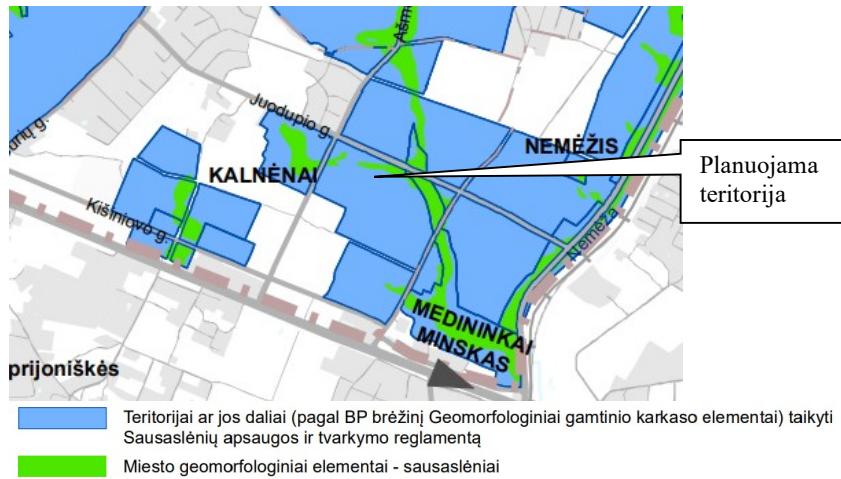 Ašm
Juodupio g.
urių g.
NEMĖŽIS
KALNĖNAI
Planuojama
teritorija
Kišiniovo g.
Nemėža
MEDININKAI
MINSKAS
prijoniškės
Teritorijai ar jos daliai (pagal BP brėžinį Geomorfologiniai gamtinio karkaso elementai) taikyti
Sausaslėnių apsaugos ir tvarkymo reglamentą
Miesto geomorfologiniai elementai - sausaslėniai